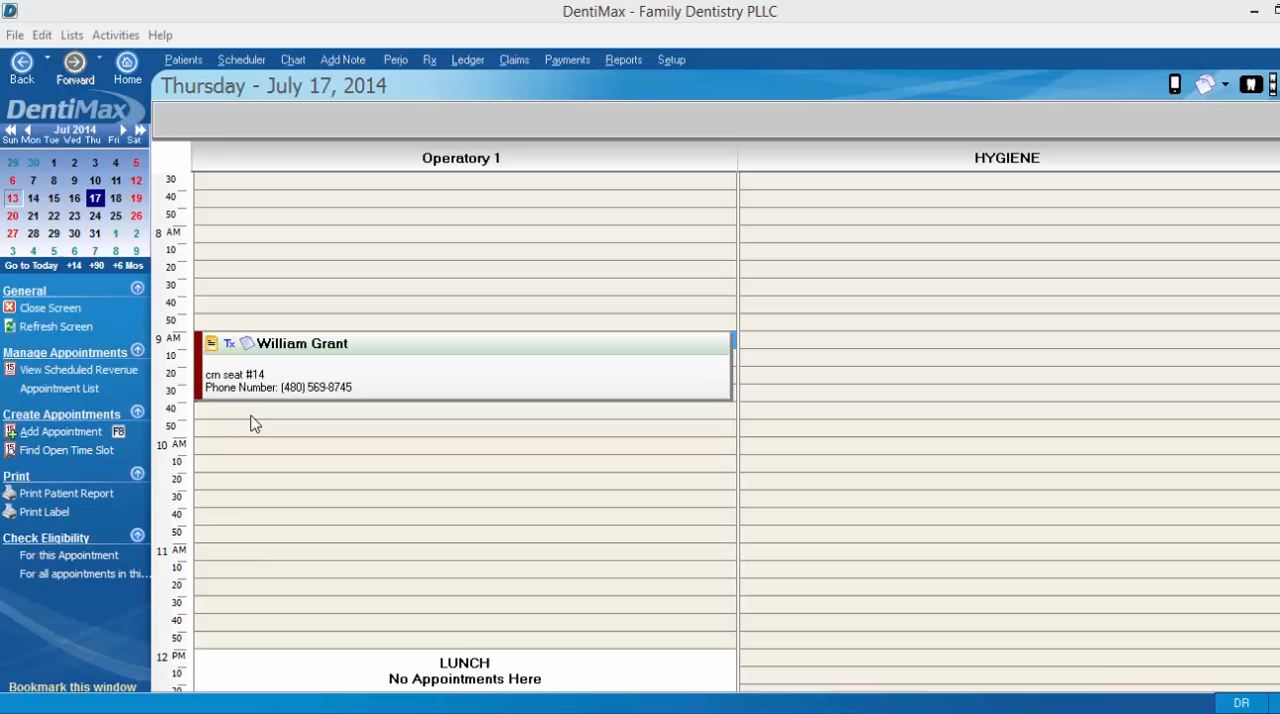 DentiMax - Family Dentistry PLLC
File Edit Lists Activities Help
Back Forward Home
Patients Scheduler Chart Add Note Perio Rx Ledger Claims Payments Reports Setup
Thursday - July 17, 2014
DentiMax
Jul 2014
Sun Mon Tue Wed Thu Fri Sat
29 30 1 2 3 4 5
6 7 8 9 10 11 12
13 14 15 16 17 18 19
20 21 22 23 24 25 26
27 28 29 30 31 1 2
3 4 5 6 7 8 9
Go to Today +14 +90 +6 Mos
General
Close Screen
Refresh Screen
Manage Appointments
View Scheduled Revenue
Appointment List
Create Appointments
Add Appointment F8
Find Open Time Slot
Print
Print Patient Report
Print Label
Check Eligibility
For this Appointment
For all appointments in thi...
Bookmark this window
Operatory 1 HYGIENE
30
40
50
8 AM
10
20
30
40
50
9 AM
10
20
30
40
50
10 AM
10
20
30
40
50
11 AM
10
20
30
40
50
12 PM
10
Tx William Grant
crn seat #14
Phone Number: (480) 569-8745
LUNCH
No Appointments Here
DR